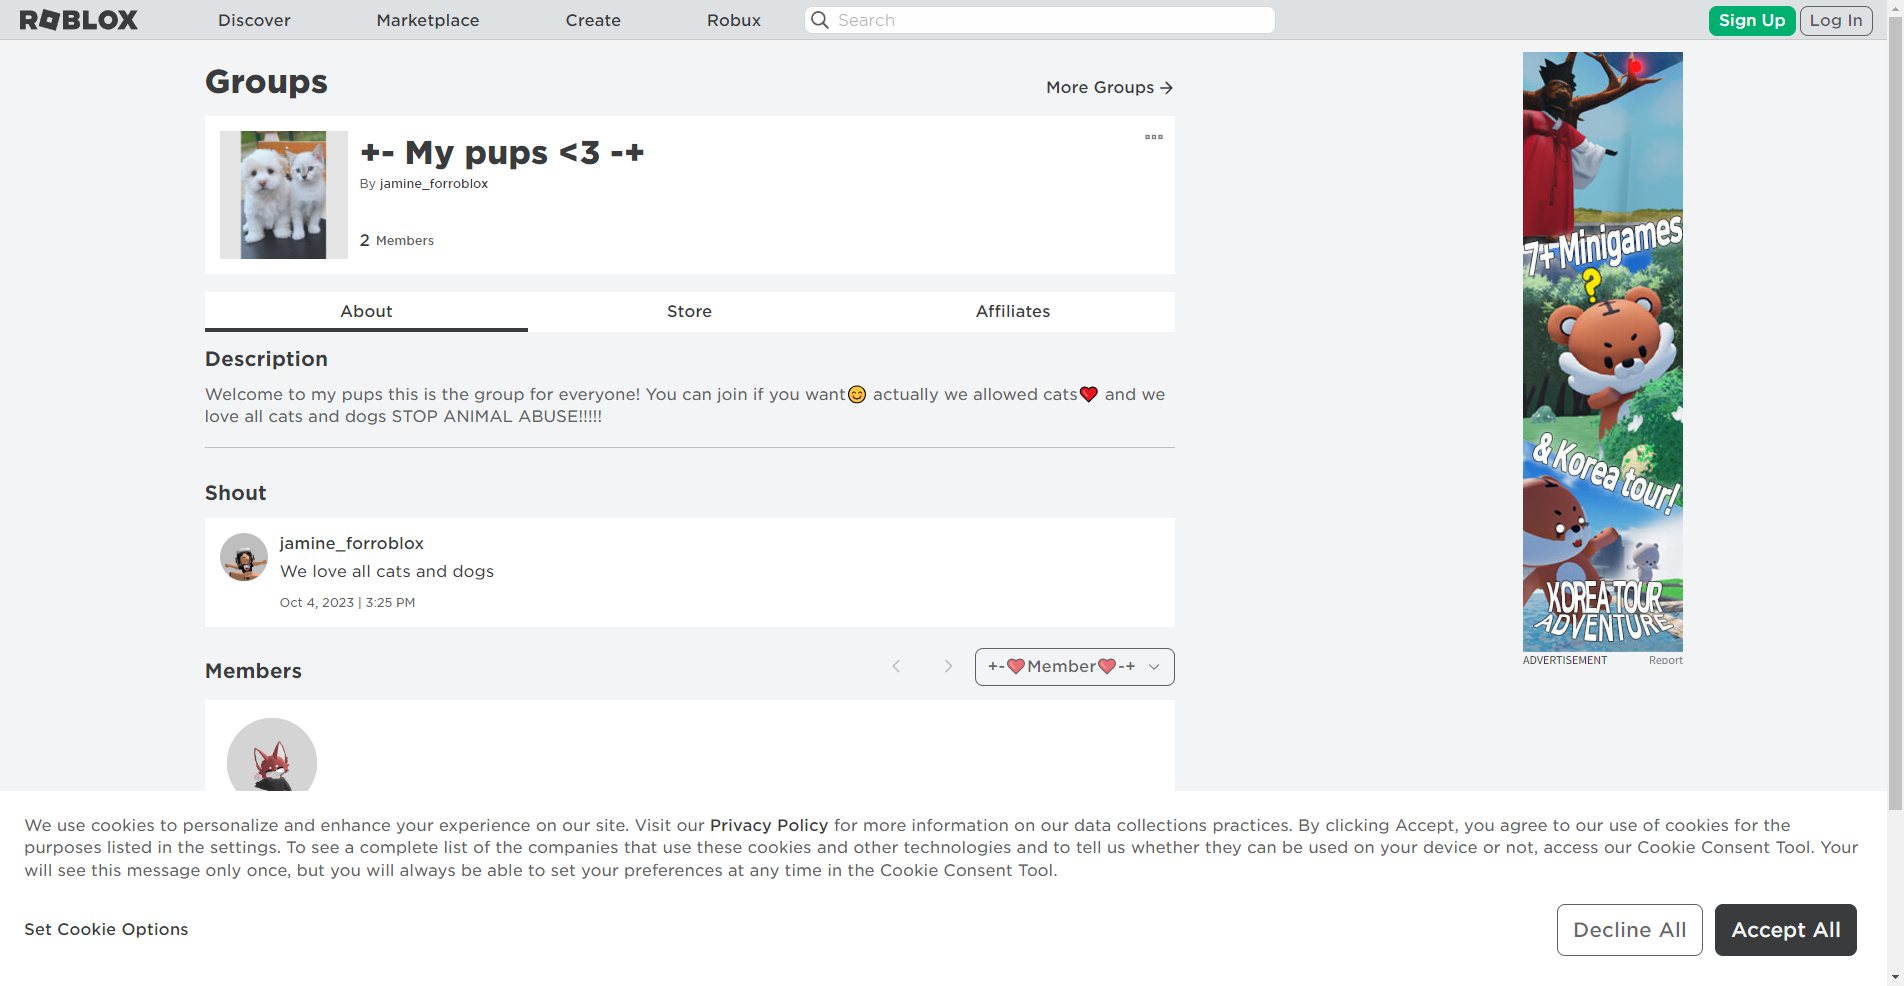 ROBLOX
Discover
Marketplace
Create
Robux
Search
Sign Up
Log In
Groups
More Groups →
+- My pups <3 -+
By jamine_forroblox
2 Members
About
Store
Affiliates
Description
Welcome to my pups this is the group for everyone! You can join if you want😊 actually we allowed cats❤️ and we
love all cats and dogs STOP ANIMAL ABUSE!!!!!
Shout
jamine_forroblox
We love all cats and dogs
Oct 4, 2023 | 3:25 PM
Members
+-❤️Member❤️-+
7+ Minigames
?
& Korea tour!
KOREA TOUR
ADVENTURE
ADVERTISEMENT
Report
We use cookies to personalize and enhance your experience on our site. Visit our Privacy Policy for more information on our data collections practices. By clicking Accept, you agree to our use of cookies for the
purposes listed in the settings. To see a complete list of the companies that use these cookies and other technologies and to tell us whether they can be used on your device or not, access our Cookie Consent Tool. Your
will see this message only once, but you will always be able to set your preferences at any time in the Cookie Consent Tool.
Set Cookie Options
Decline All
Accept All